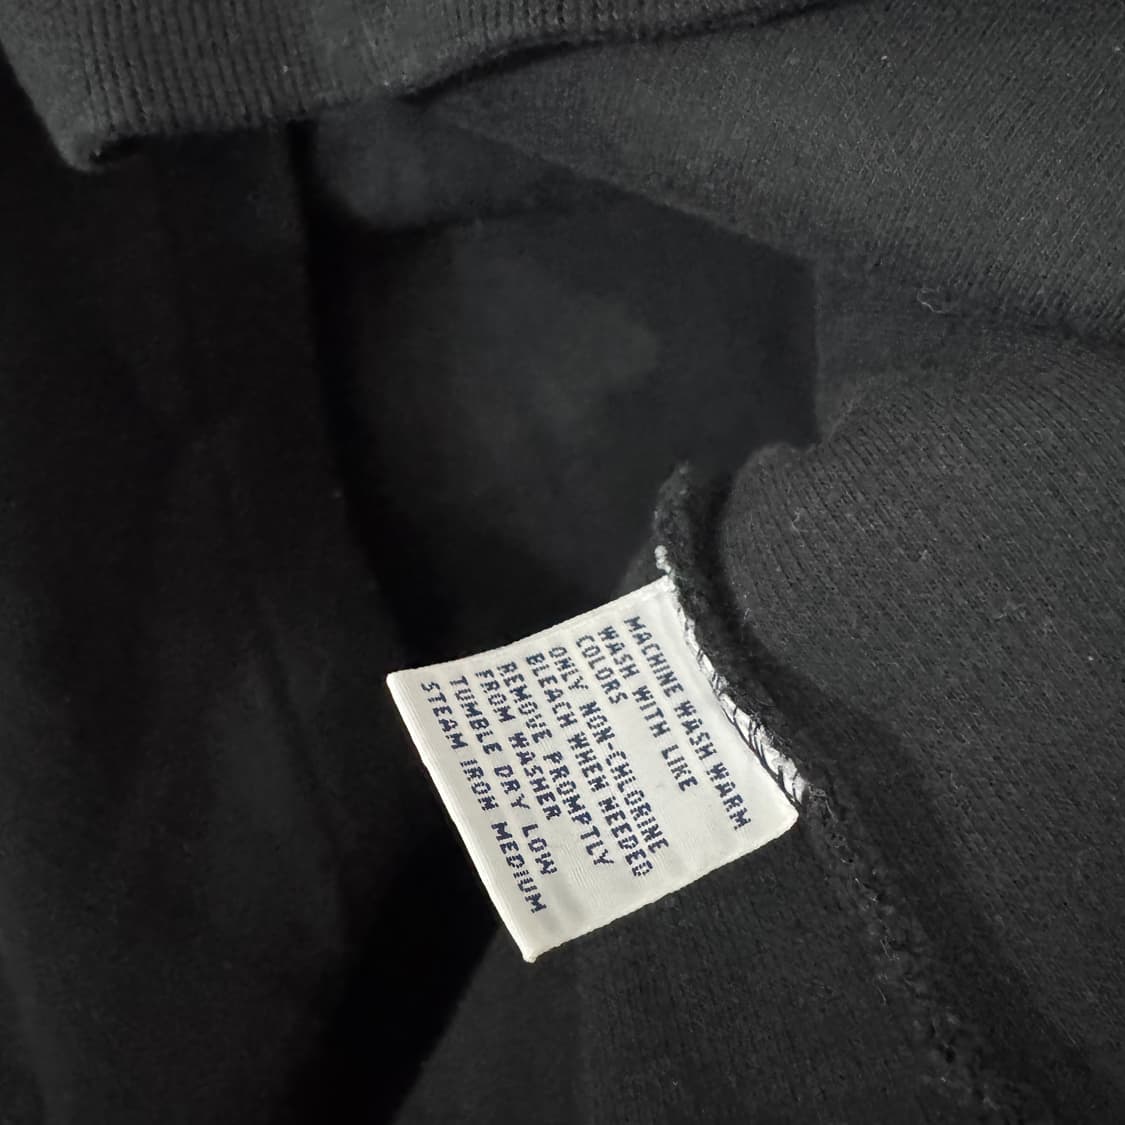 MACHINE WASH WARM
WASH WITH LIKE
COLORS
ONLY NON-CHLORINE
BLEACH WHEN NEEDED
REMOVE PROMPTLY
FROM WASHER
TUMBLE DRY LOW
STEAM IRON MEDIUM